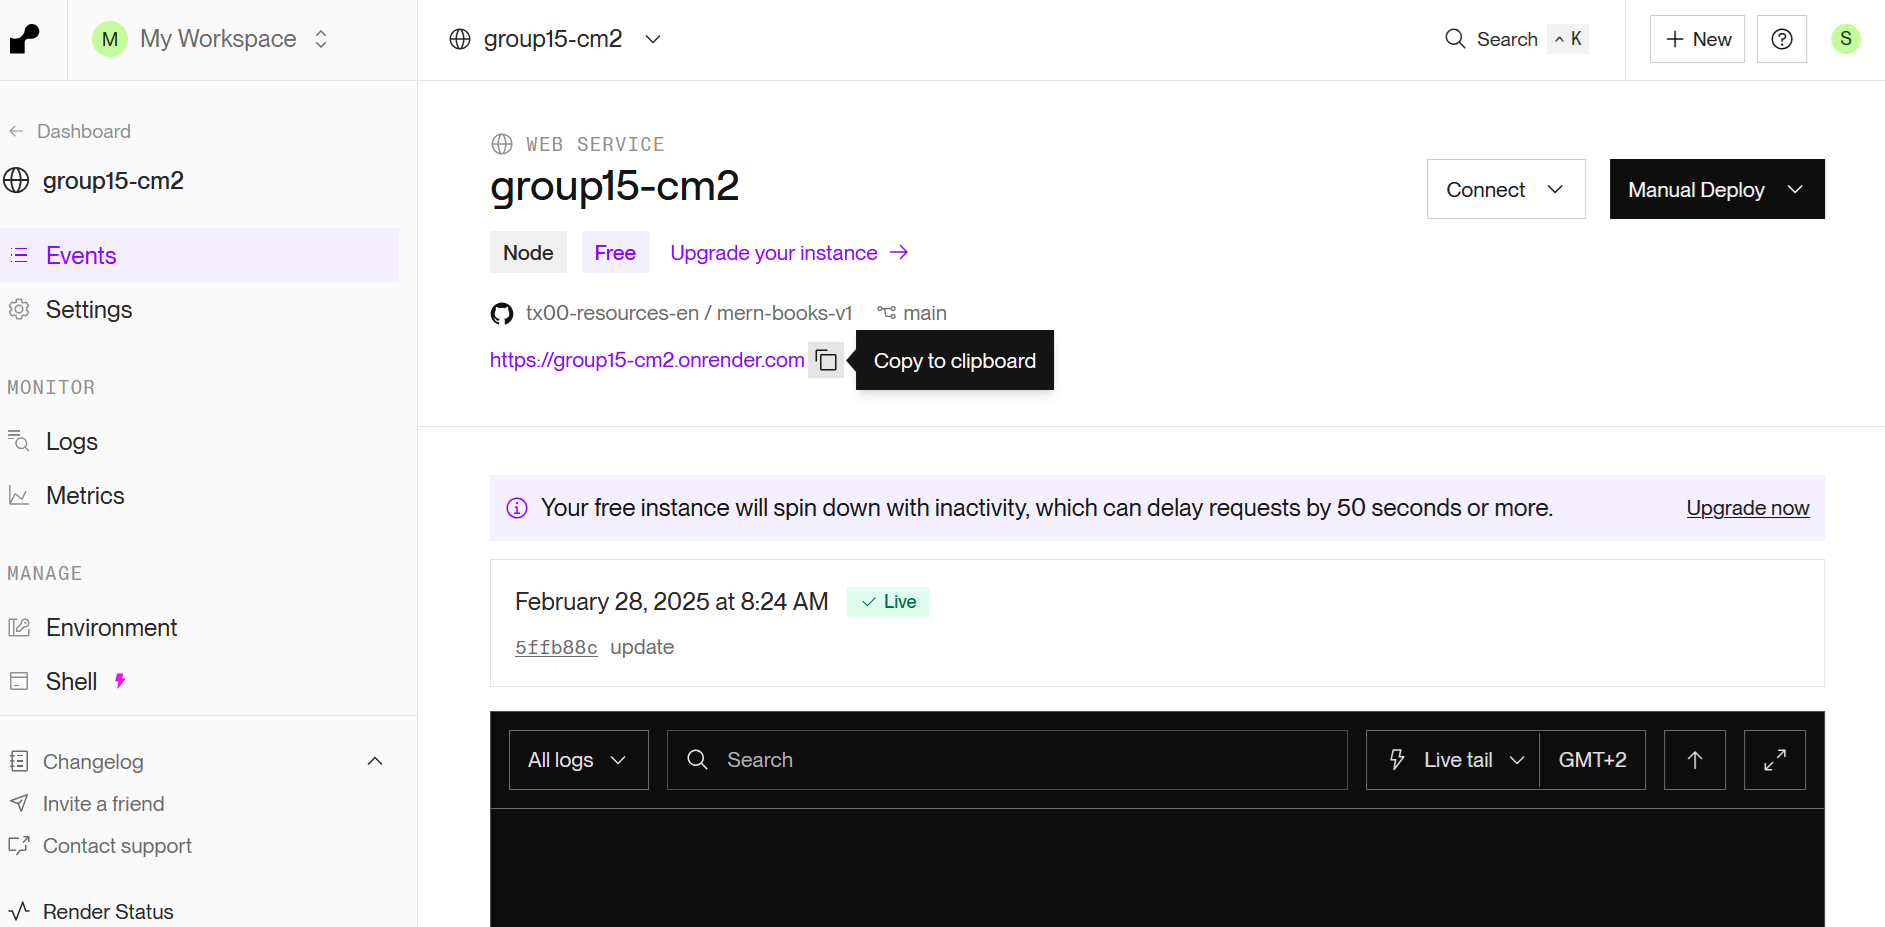 M My Workspace
group15-cm2
Search ^ K
+ New
S
Dashboard
group15-cm2
Events
Settings
MONITOR
Logs
Metrics
MANAGE
Environment
Shell
Changelog
Invite a friend
Contact support
Render Status
WEB SERVICE
group15-cm2
Connect
Manual Deploy
Node Free Upgrade your instance
tx00-resources-en / mern-books-v1 main
https://group15-cm2.onrender.com
Copy to clipboard
Your free instance will spin down with inactivity, which can delay requests by 50 seconds or more.
Upgrade now
February 28, 2025 at 8:24 AM Live
5ffb88c update
All logs Search Live tail GMT+2